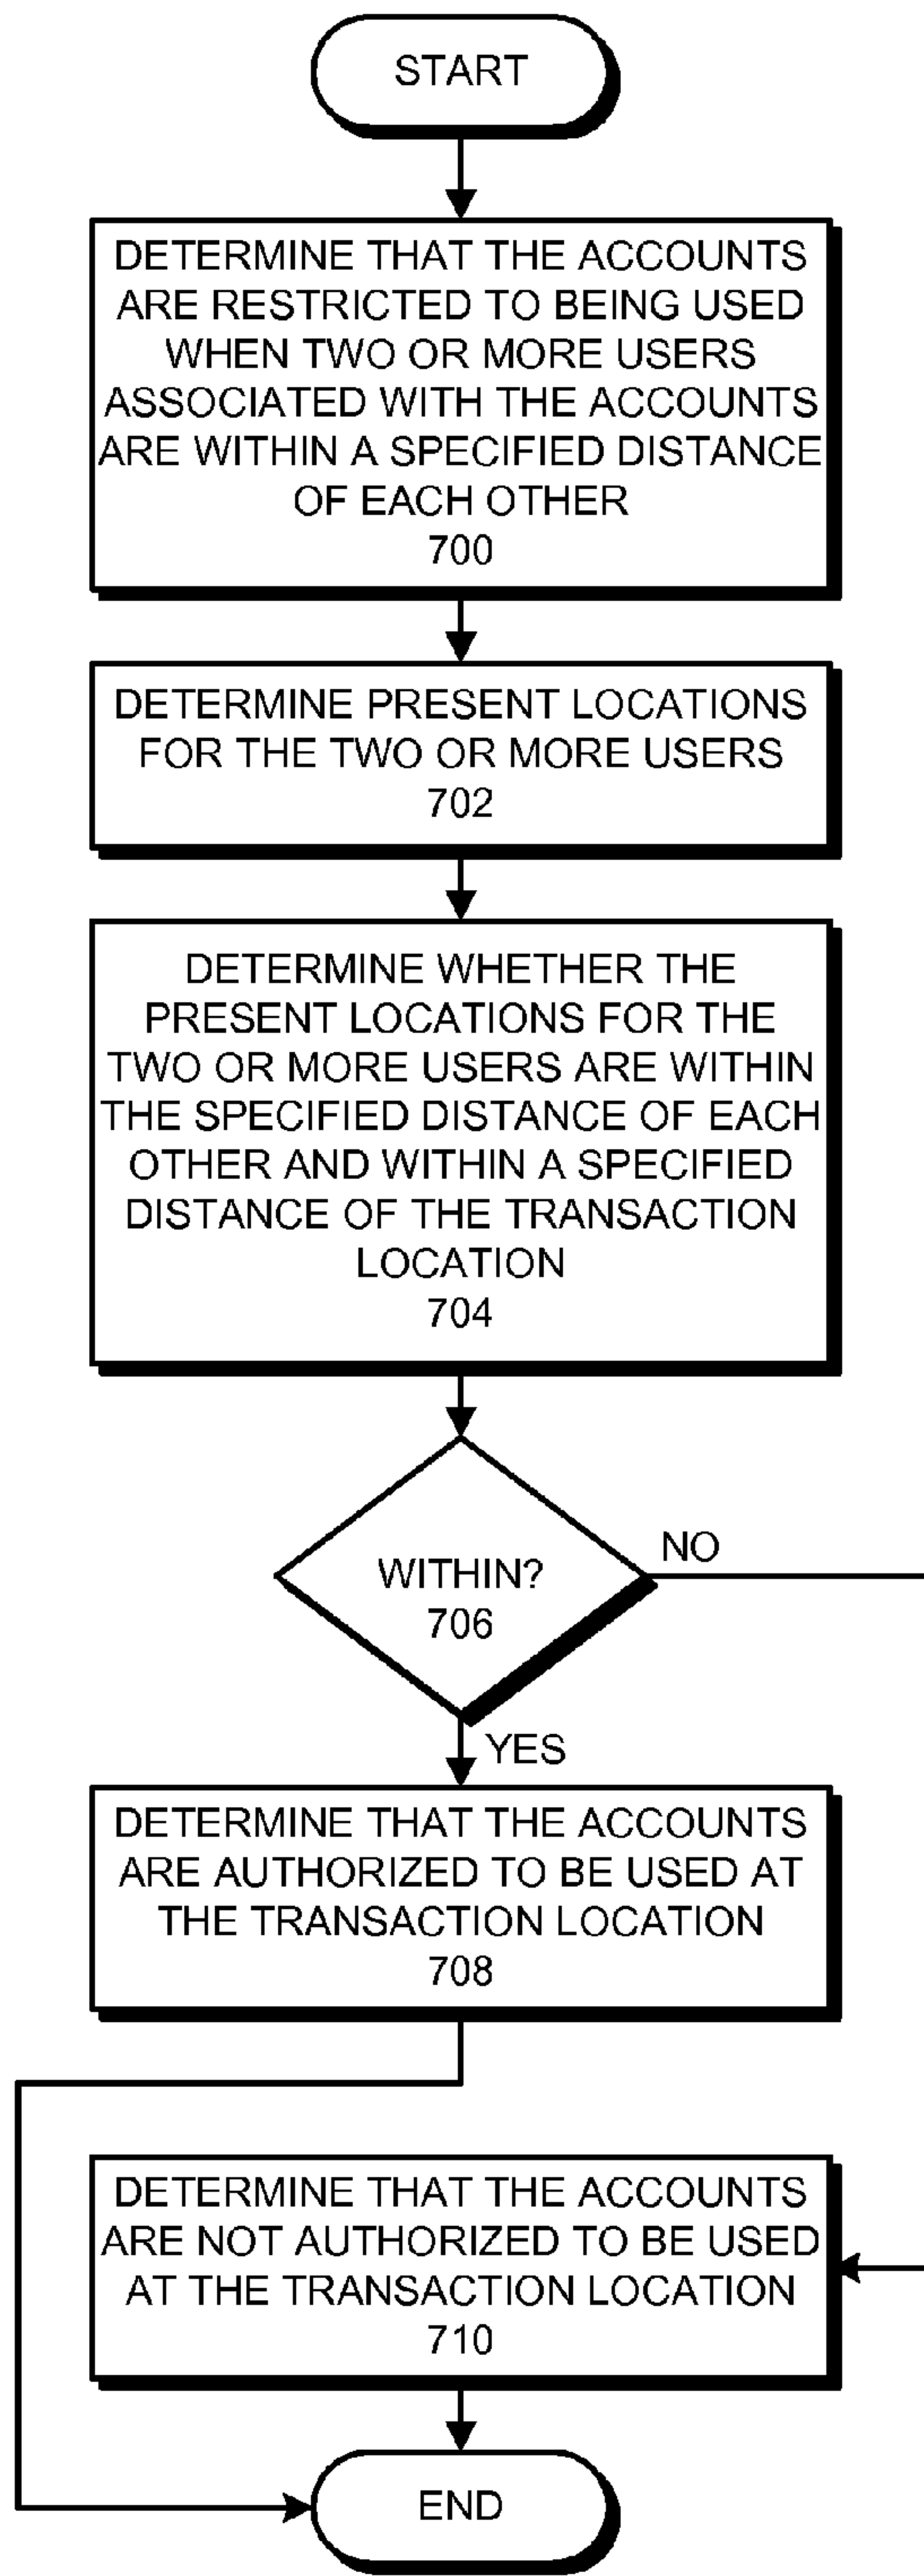 START
DETERMINE THAT THE ACCOUNTS
ARE RESTRICTED TO BEING USED
WHEN TWO OR MORE USERS
ASSOCIATED WITH THE ACCOUNTS
ARE WITHIN A SPECIFIED DISTANCE
OF EACH OTHER
700
DETERMINE PRESENT LOCATIONS
FOR THE TWO OR MORE USERS
702
DETERMINE WHETHER THE
PRESENT LOCATIONS FOR THE
TWO OR MORE USERS ARE WITHIN
THE SPECIFIED DISTANCE OF EACH
OTHER AND WITHIN A SPECIFIED
DISTANCE OF THE TRANSACTION
LOCATION
704
NO
WITHIN?
706
YES
DETERMINE THAT THE ACCOUNTS
ARE AUTHORIZED TO BE USED AT
THE TRANSACTION LOCATION
708
DETERMINE THAT THE ACCOUNTS
ARE NOT AUTHORIZED TO BE USED
AT THE TRANSACTION LOCATION
710
END